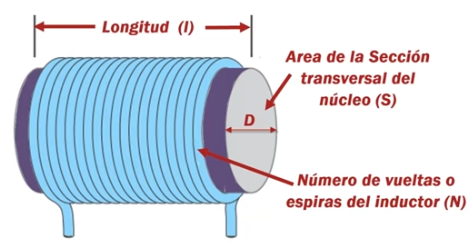 Longitud (l)
Area de la Sección
transversal del
núcleo (S)
D
Número de vueltas o
espiras del inductor (N)